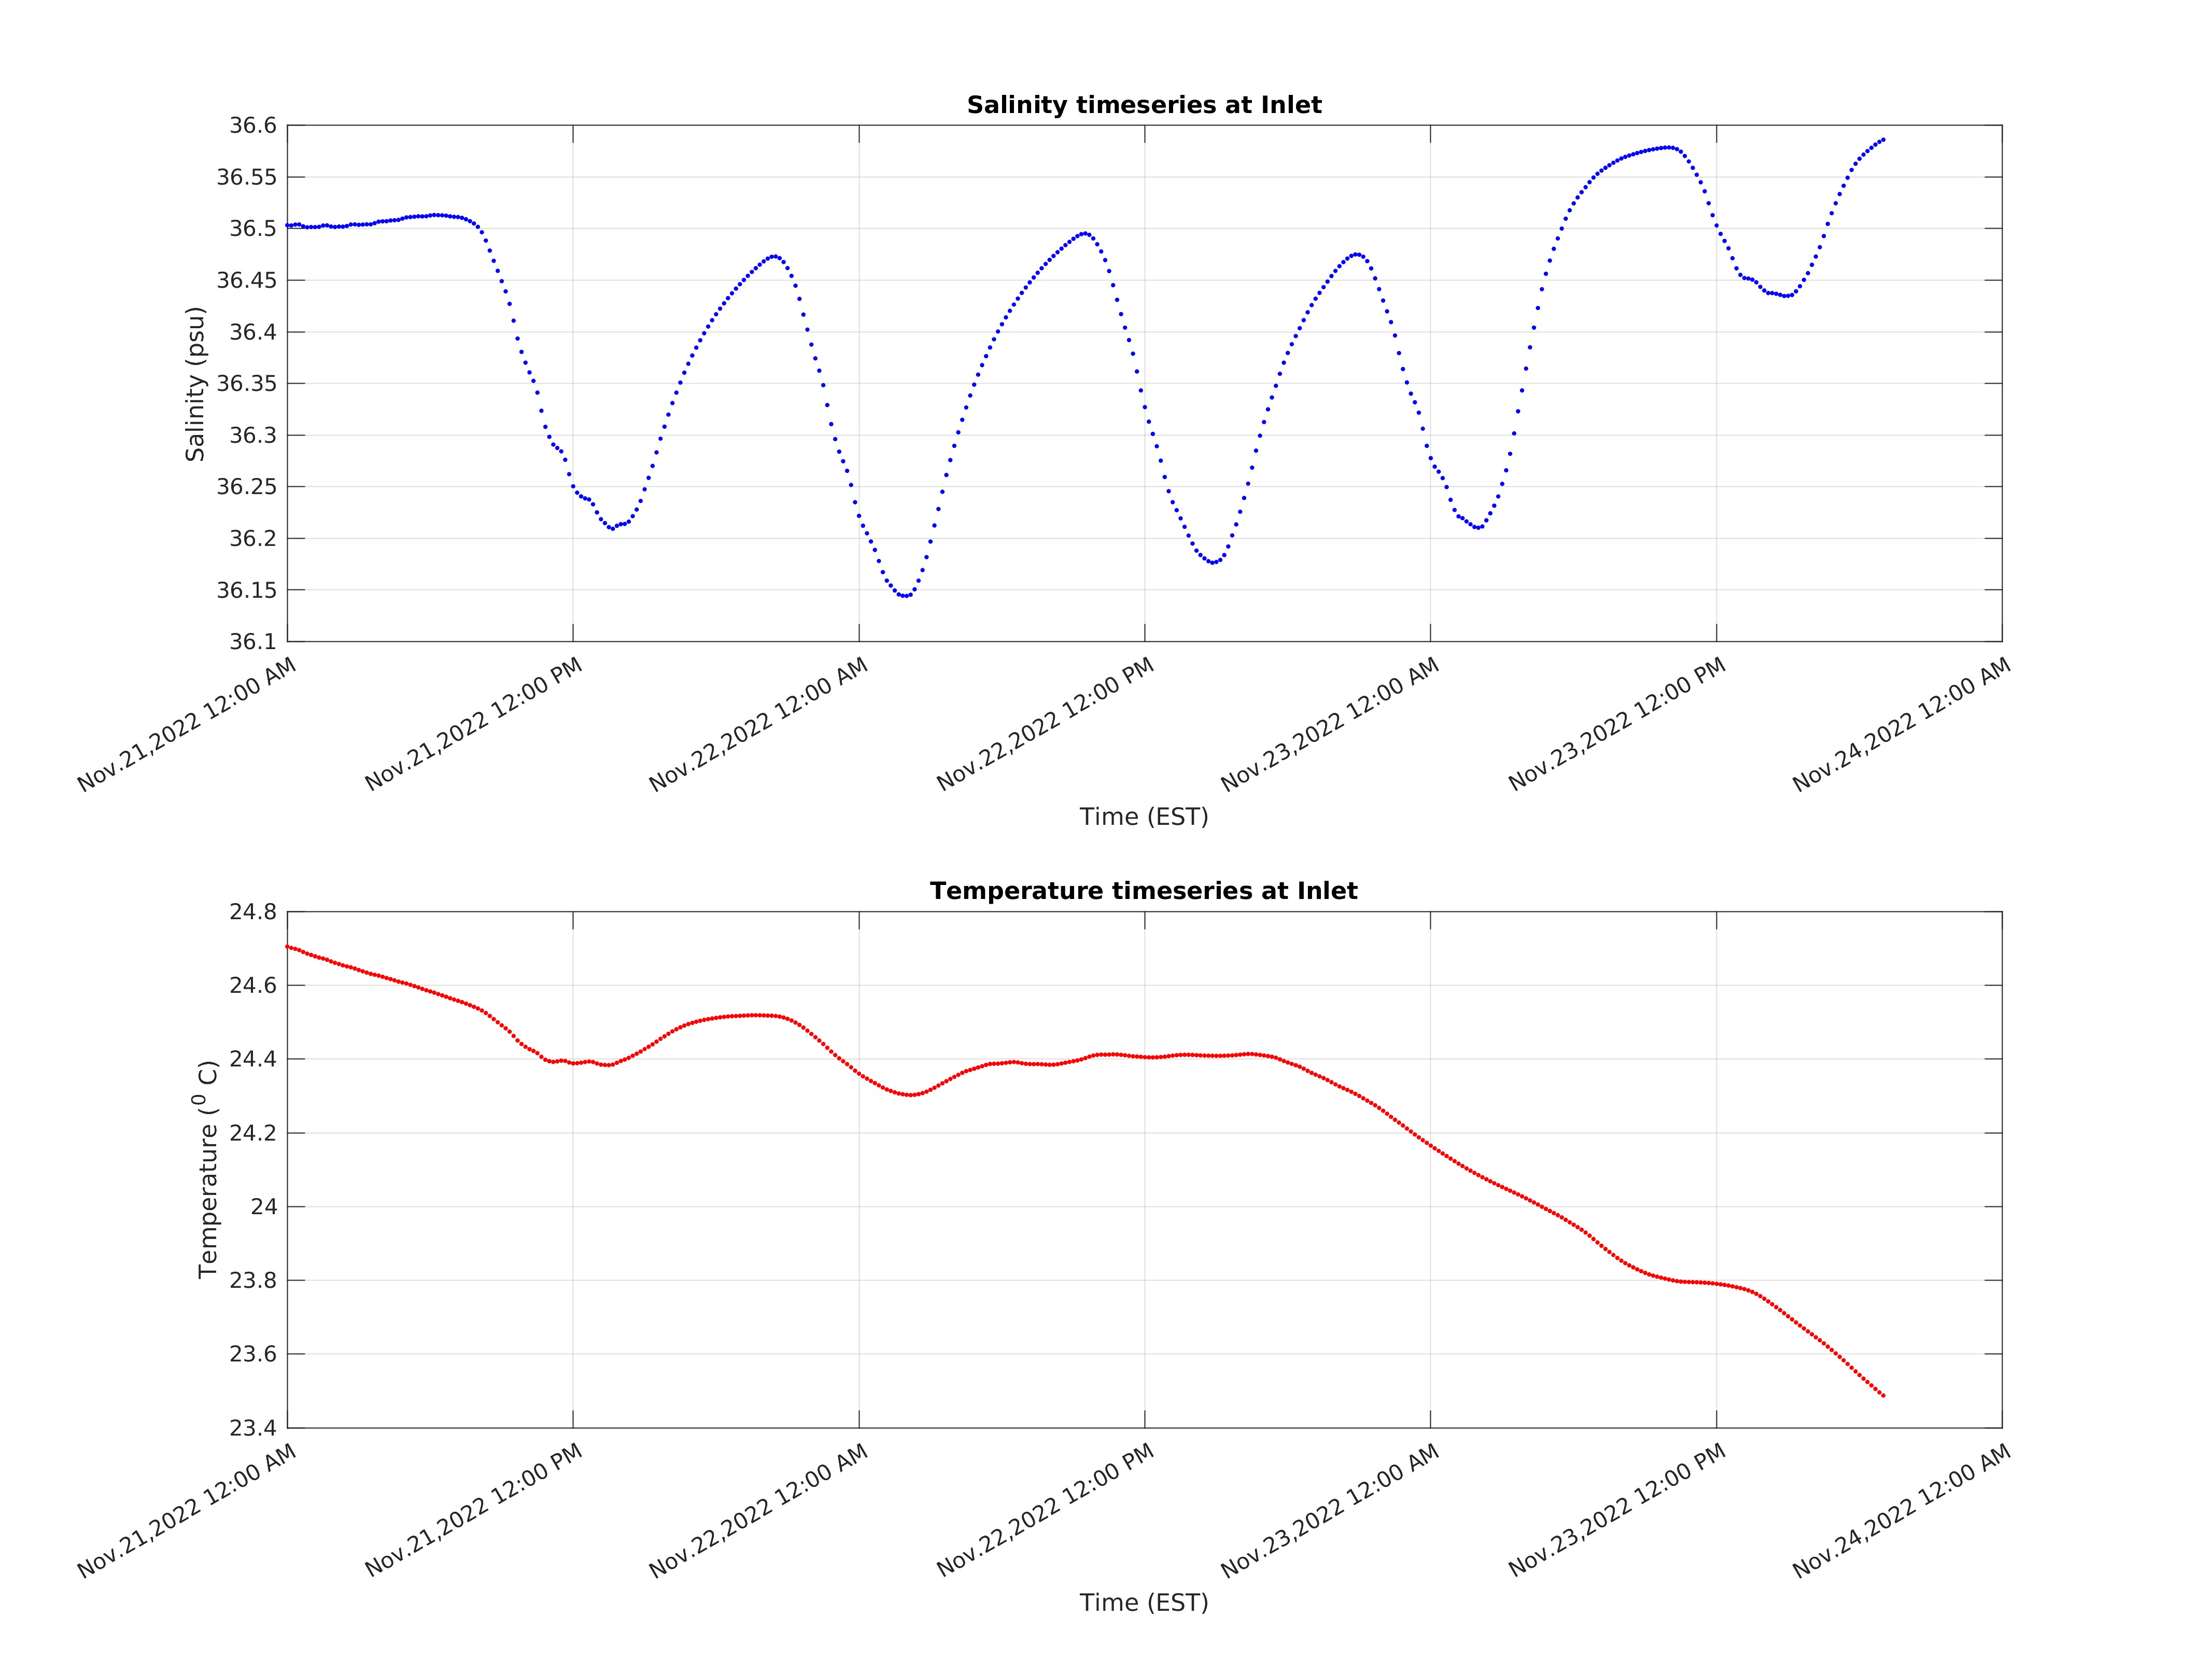 Salinity timeseries at Inlet
36.6
36.55
36.5
36.45
36.4
36.35
36.3
36.25
36.2
36.15
36.1
Salinity (psu)
Nov.21,2022 12:00 AM
Nov.21,2022 12:00 PM
Nov.22,2022 12:00 AM
Nov.22,2022 12:00 PM
Nov.23,2022 12:00 AM
Nov.23,2022 12:00 PM
Nov.24,2022 12:00 AM
Time (EST)
Temperature timeseries at Inlet
24.8
24.6
24.4
24.2
24
23.8
23.6
23.4
Temperature (⁰ C)
Nov.21,2022 12:00 AM
Nov.21,2022 12:00 PM
Nov.22,2022 12:00 AM
Nov.22,2022 12:00 PM
Nov.23,2022 12:00 AM
Nov.23,2022 12:00 PM
Nov.24,2022 12:00 AM
Time (EST)